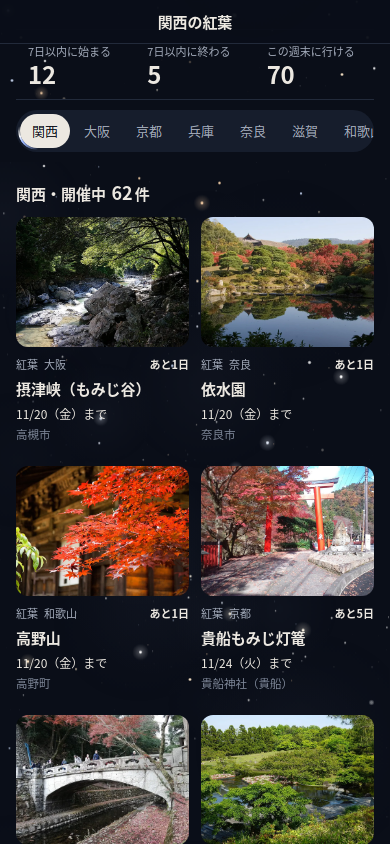 関西の紅葉
7日以内に始まる 7日以内に終わる この週末に行ける
12 5 70
関西 大阪 京都 兵庫 奈良 滋賀 和歌
関西・開催中 62件
紅葉 大阪 あと1日
摂津峡（もみじ谷）
11/20（金）まで
高槻市
紅葉 奈良 あと1日
依水園
11/20（金）まで
奈良市
紅葉 和歌山 あと1日
高野山
11/20（金）まで
高野町
紅葉 京都 あと5日
貴船もみじ灯篭
11/24（火）まで
貴船神社（貴船）